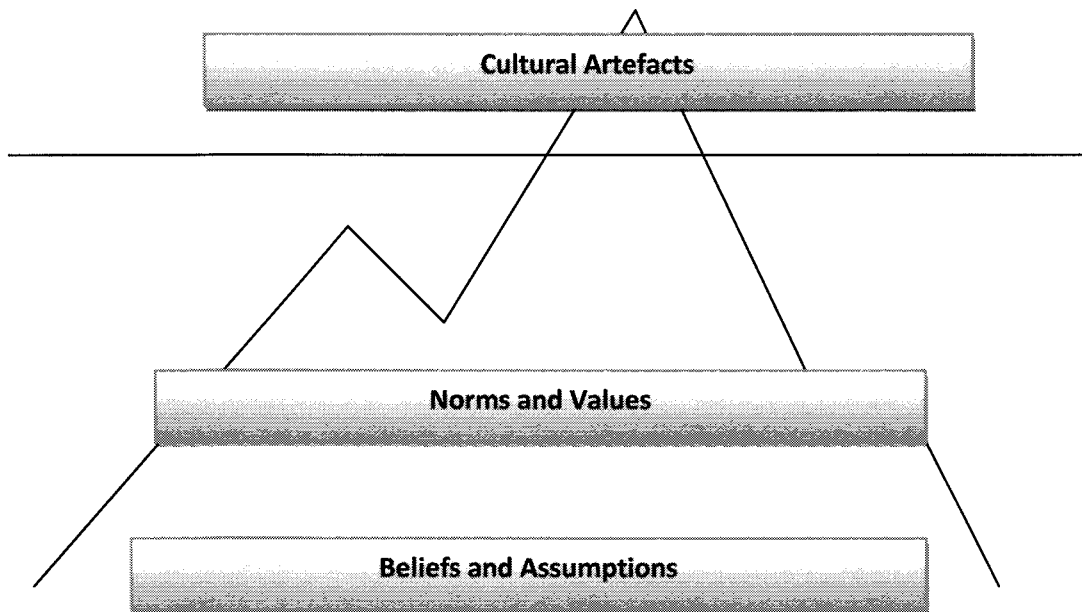 Cultural Artefacts
Norms and Values
Beliefs and Assumptions